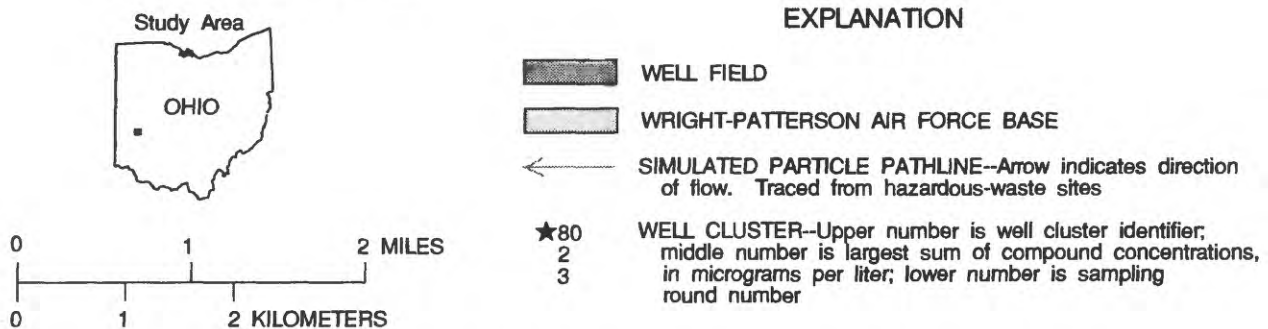 Study Area
OHIO
0 1 2 MILES
0 1 2 KILOMETERS
EXPLANATION
WELL FIELD
WRIGHT-PATTERSON AIR FORCE BASE
SIMULATED PARTICLE PATHLINE--Arrow indicates direction
of flow. Traced from hazardous-waste sites
★80
2
3
WELL CLUSTER--Upper number is well cluster identifier;
middle number is largest sum of compound concentrations,
in micrograms per liter; lower number is sampling
round number